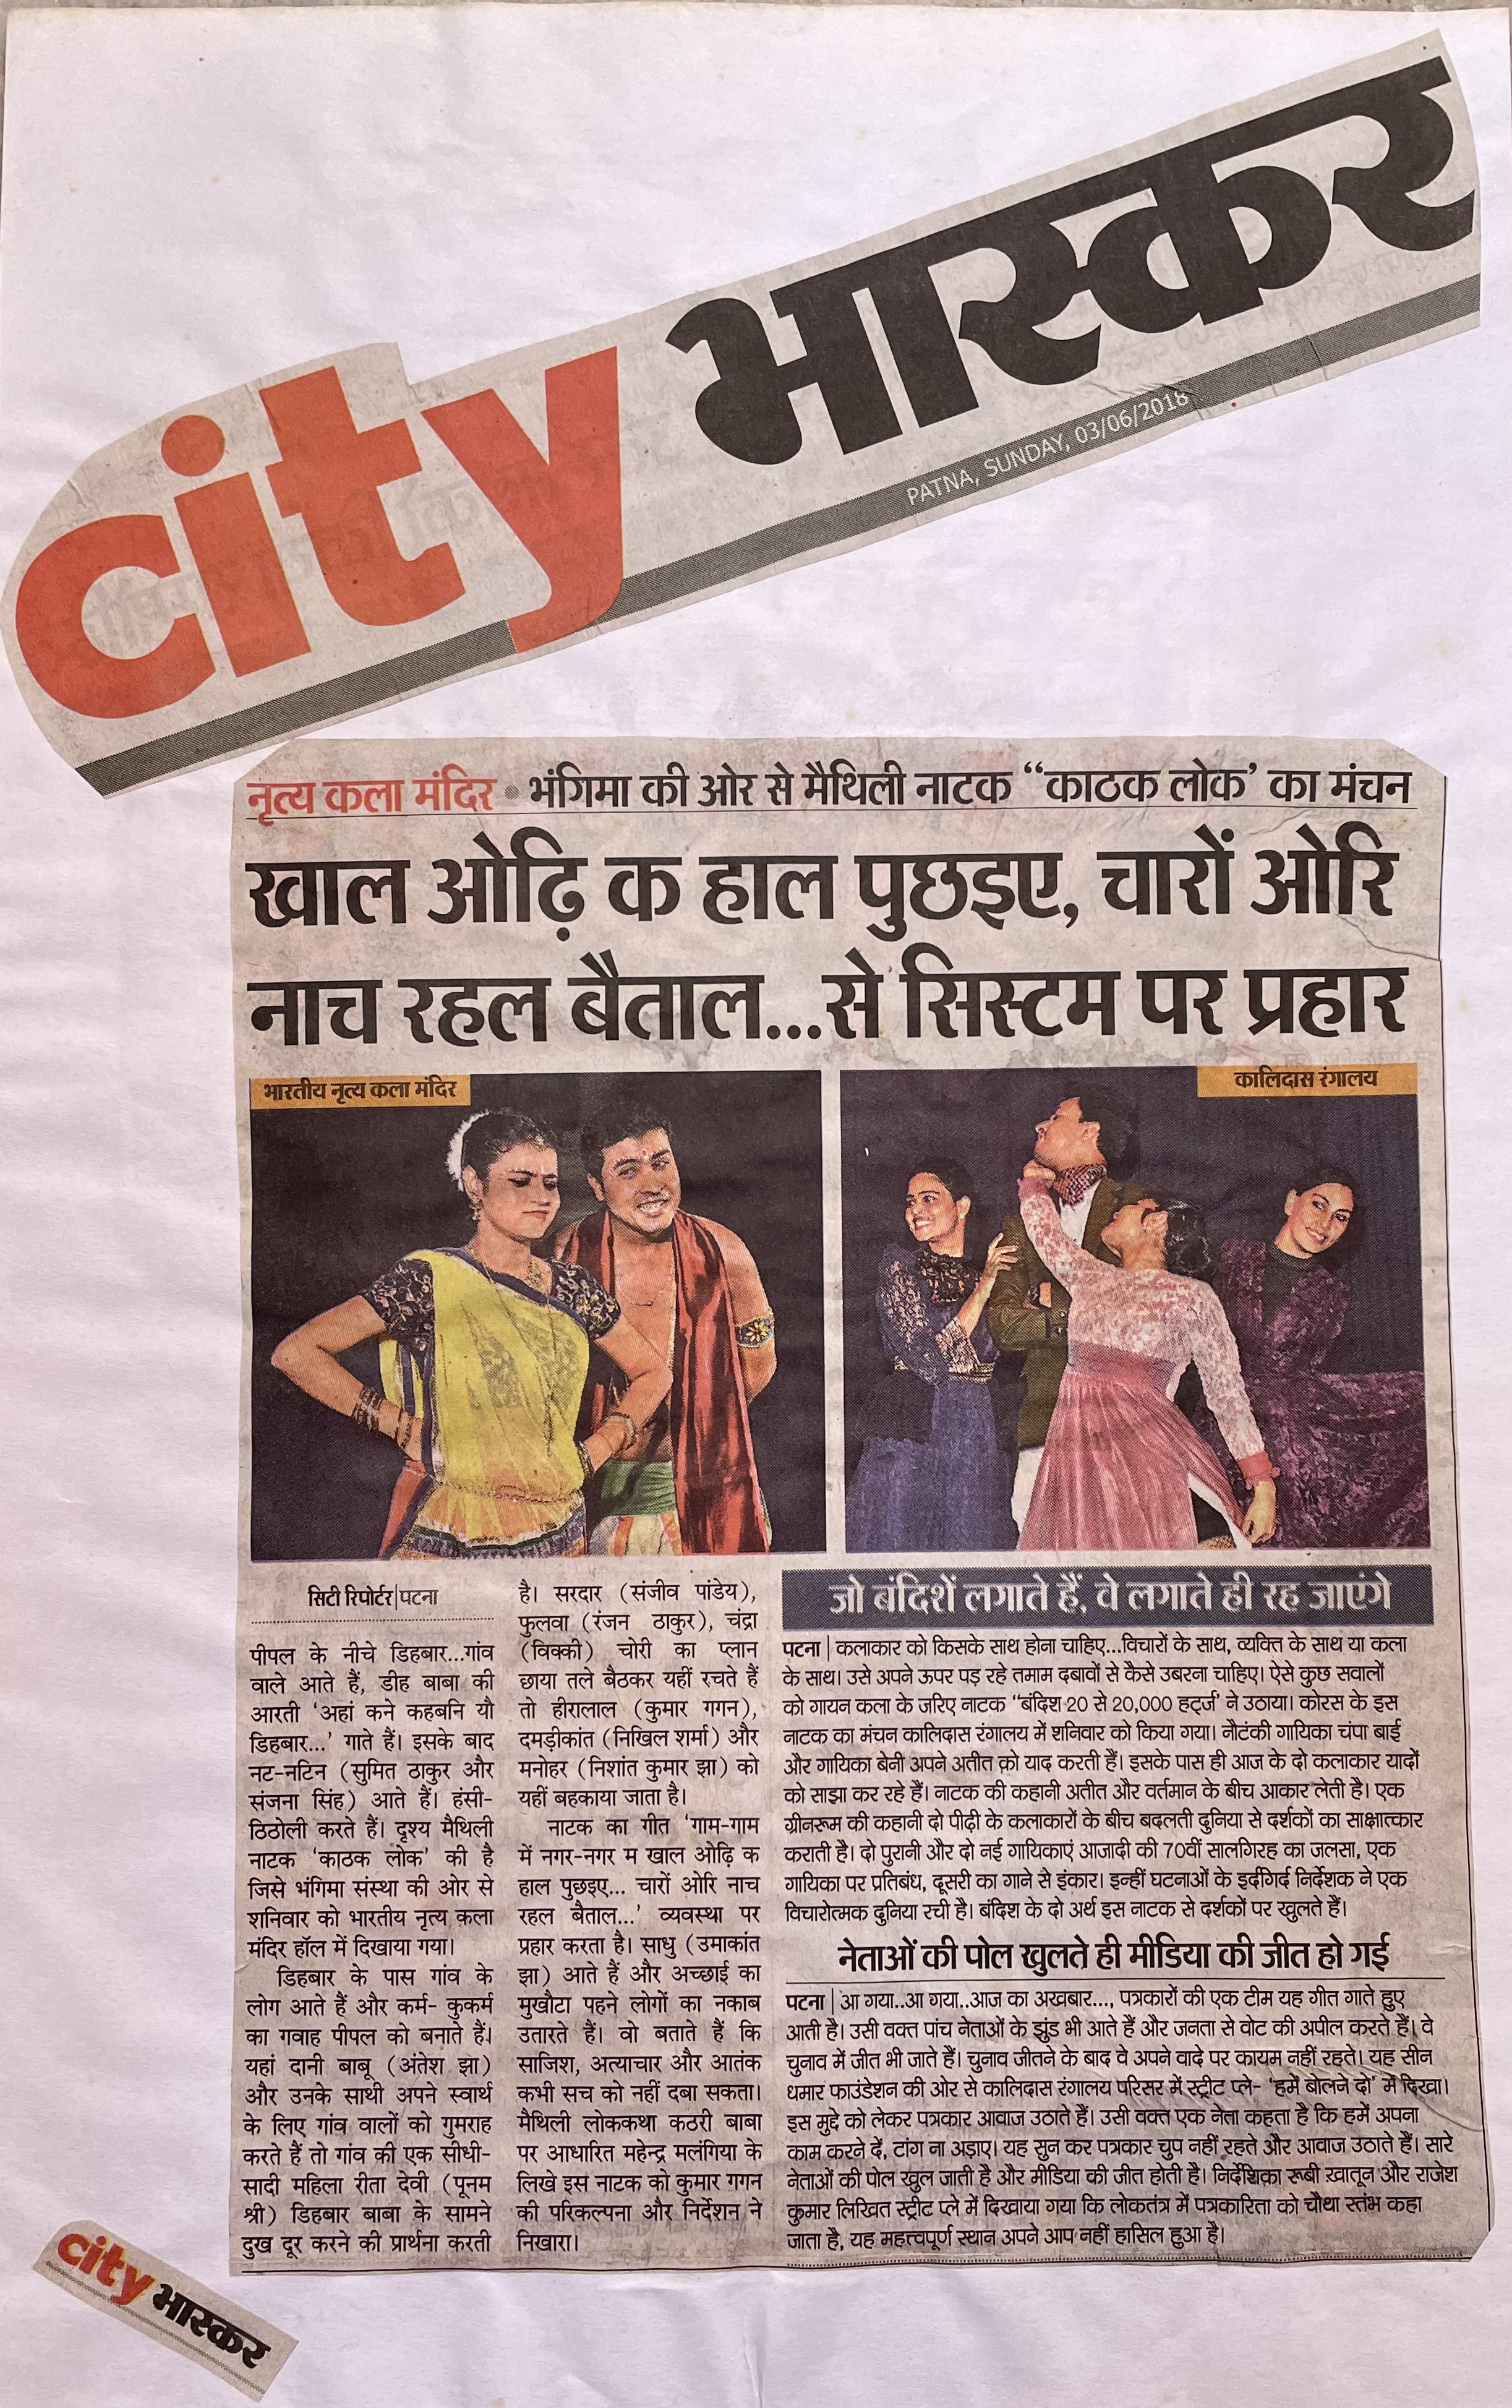 city भास्कर
PATNA, SUNDAY, 03/06/2018
नृत्य कला मंदिर • भंगिमा की ओर से मैथिली नाटक “काठक लोक’ का मंचन
खाल ओढ़ि क हाल पुछइए, चारों ओरि
नाच रहल बैताल...से सिस्टम पर प्रहार
भारतीय नृत्य कला मंदिर
कालिदास रंगालय
सिटी रिपोर्टर|पटना
पीपल के नीचे डिहबार...गांव
वाले आते हैं, डीह बाबा की
आरती ‘अहां कने कहबनि यौ
डिहबार...’ गाते हैं। इसके बाद
नट-नटिन (सुमित ठाकुर और
संजना सिंह) आते हैं। हंसी-
ठिठोली करते हैं। दृश्य मैथिली
नाटक ‘काठक लोक’ की है
जिसे भंगिमा संस्था की ओर से
शनिवार को भारतीय नृत्य कला
मंदिर हॉल में दिखाया गया।
डिहबार के पास गांव के
लोग आते हैं और कर्म- कुकर्म
का गवाह पीपल को बनाते हैं।
यहां दानी बाबू (अंतेश झा)
और उनके साथी अपने स्वार्थ
के लिए गांव वालों को गुमराह
करते हैं तो गांव की एक सीधी-
सादी महिला रीता देवी (पूनम
श्री) डिहबार बाबा के सामने
दुख दूर करने की प्रार्थना करती
है। सरदार (संजीव पांडेय),
फुलवा (रंजन ठाकुर), चंद्रा
(विक्की) चोरी का प्लान
छाया तले बैठकर यहीं रचते हैं
तो हीरालाल (कुमार गगन),
दमड़ीकांत (निखिल शर्मा) और
मनोहर (निशांत कुमार झा) को
यहीं बहकाया जाता है।
नाटक का गीत ‘गाम-गाम
में नगर-नगर म खाल ओढ़ि क
हाल पुछइए... चारों ओरि नाच
रहल बैताल...’ व्यवस्था पर
प्रहार करता है। साधु (उमाकांत
झा) आते हैं और अच्छाई का
मुखौटा पहने लोगों का नकाब
उतारते हैं। वो बताते हैं कि
साजिश, अत्याचार और आतंक
कभी सच को नहीं दबा सकता।
मैथिली लोककथा कठरी बाबा
पर आधारित महेन्द्र मलंगिया के
लिखे इस नाटक को कुमार गगन
की परिकल्पना और निर्देशन ने
निखारा।
जो बंदिशें लगाते हैं, वे लगाते ही रह जाएंगे
पटना | कलाकार को किसके साथ होना चाहिए...विचारों के साथ, व्यक्ति के साथ या कला
के साथ। उसे अपने ऊपर पड़ रहे तमाम दबावों से कैसे उबरना चाहिए। ऐसे कुछ सवालों
को गायन कला के जरिए नाटक “बंदिश 20 से 20,000 हर्ट्ज’ ने उठाया। कोरस के इस
नाटक का मंचन कालिदास रंगालय में शनिवार को किया गया। नौटंकी गायिका चंपा बाई
और गायिका बेनी अपने अतीत को याद करती हैं। इसके पास ही आज के दो कलाकार यादों
को साझा कर रहे हैं। नाटक की कहानी अतीत और वर्तमान के बीच आकार लेती है। एक
ग्रीनरूम की कहानी दो पीढ़ी के कलाकारों के बीच बदलती दुनिया से दर्शकों का साक्षात्कार
कराती है। दो पुरानी और दो नई गायिकाएं आजादी की 70वीं सालगिरह का जलसा, एक
गायिका पर प्रतिबंध, दूसरी का गाने से इंकार। इन्हीं घटनाओं के इर्दगिर्द निर्देशक ने एक
विचारोत्मक दुनिया रची है। बंदिश के दो अर्थ इस नाटक से दर्शकों पर खुलते हैं।
नेताओं की पोल खुलते ही मीडिया की जीत हो गई
पटना | आ गया..आ गया..आज का अखबार..., पत्रकारों की एक टीम यह गीत गाते हुए
आती है। उसी वक्त पांच नेताओं के झुंड भी आते हैं और जनता से वोट की अपील करते हैं। वे
चुनाव में जीत भी जाते हैं। चुनाव जीतने के बाद वे अपने वादे पर कायम नहीं रहते। यह सीन
धमार फाउंडेशन की ओर से कालिदास रंगालय परिसर में स्ट्रीट प्ले- ‘हमें बोलने दो’ में दिखा।
इस मुद्दे को लेकर पत्रकार आवाज उठाते हैं। उसी वक्त एक नेता कहता है कि हमें अपना
काम करने दें, टांग ना अड़ाए। यह सुन कर पत्रकार चुप नहीं रहते और आवाज उठाते हैं। सारे
नेताओं की पोल खुल जाती है और मीडिया की जीत होती है। निर्देशिका रूबी खातून और राजेश
कुमार लिखित स्ट्रीट प्ले में दिखाया गया कि लोकतंत्र में पत्रकारिता को चौथा स्तंभ कहा
जाता है, यह महत्वपूर्ण स्थान अपने आप नहीं हासिल हुआ है।
city भास्कर